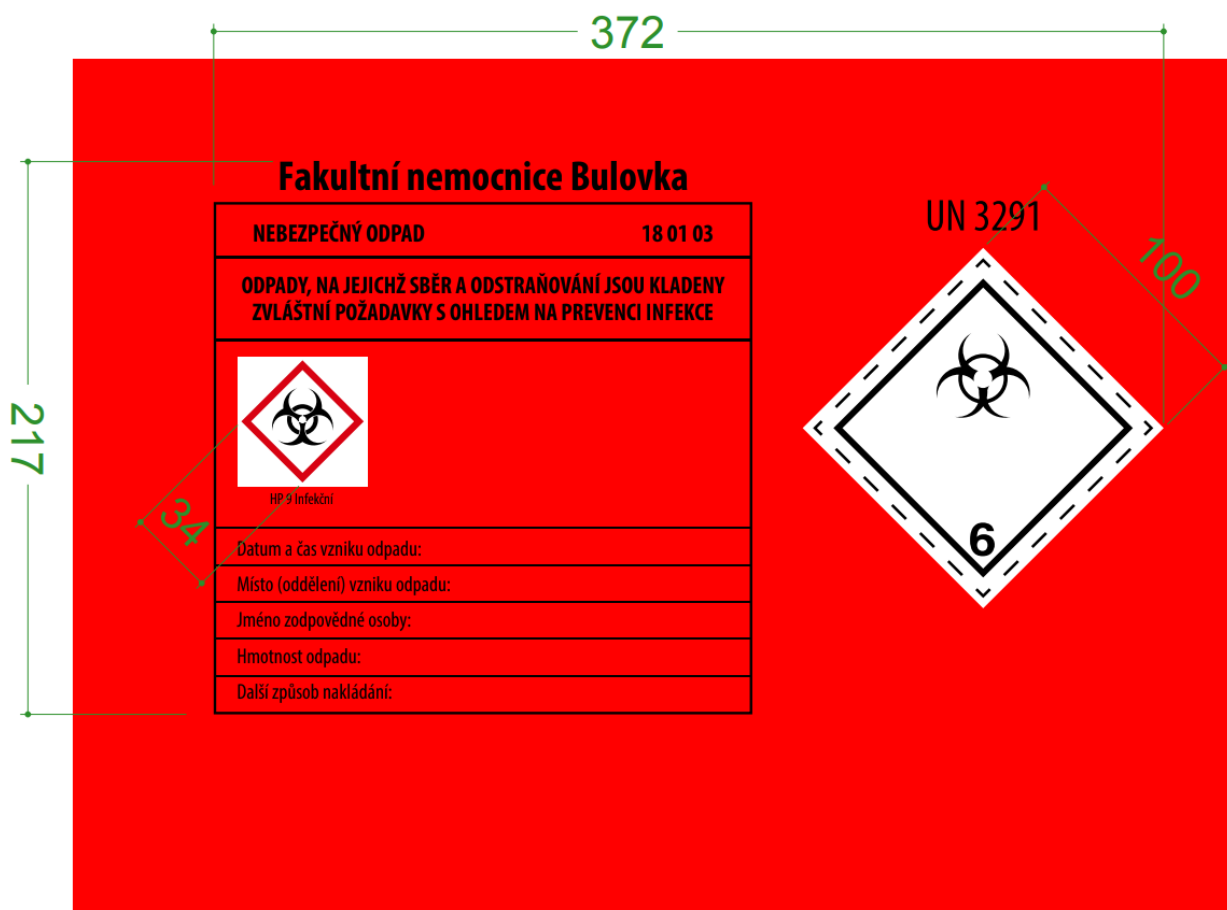 372
Fakultní nemocnice Bulovka
UN 3291
NEBEZPEČNÝ ODPAD 18 01 03
100
ODPADY, NA JEJICHŽ SBĚR A ODSTRAŇOVÁNÍ JSOU KLADENY
ZVLÁŠTNÍ POŽADAVKY S OHLEDEM NA PREVENCI INFEKCE
217
HP 9 Infekční
34
6
Datum a čas vzniku odpadu:
Místo (oddělení) vzniku odpadu:
Jméno zodpovědné osoby:
Hmotnost odpadu:
Další způsob nakládání: